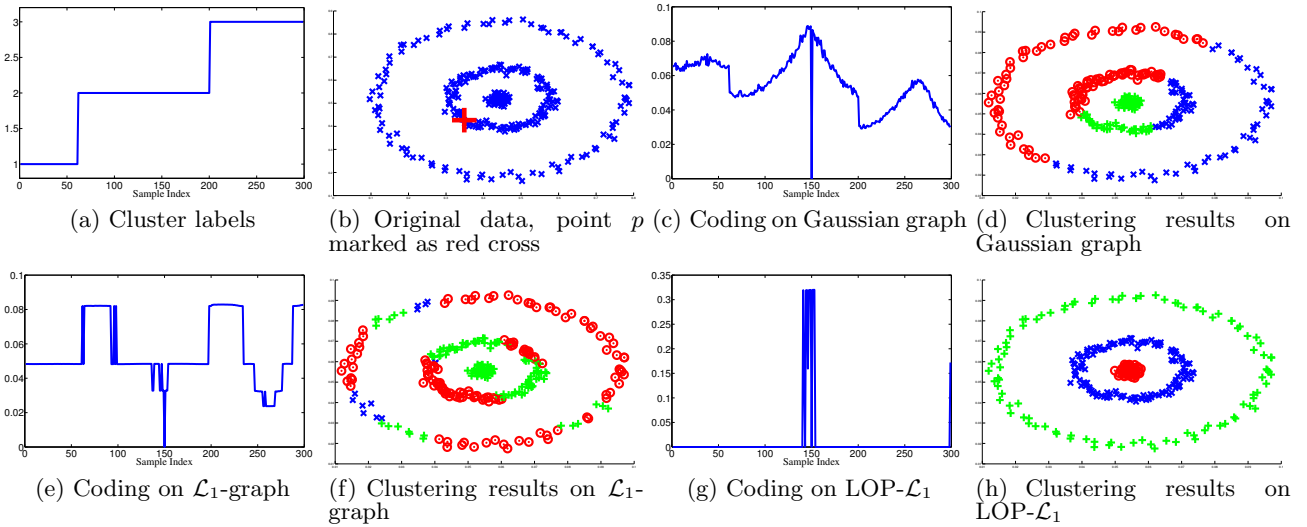 3
2
1
0 50 100 150 200 250 300
Sample Index
(a) Cluster labels
(b) Original data, point p
marked as red cross
0.1
0.08
0.06
0.04
0.02
0
0 50 100 150 200 250 300
Sample Index
(c) Coding on Gaussian graph
(d) Clustering results on
Gaussian graph
0.1
0.08
0.06
0.04
0.02
0
0 50 100 150 200 250 300
Sample Index
(e) Coding on L₁-graph
(f) Clustering results on L₁-
graph
0.35
0.3
0.25
0.2
0.15
0.1
0.05
0
0 50 100 150 200 250 300
Sample Index
(g) Coding on LOP-L₁
(h) Clustering results on
LOP-L₁